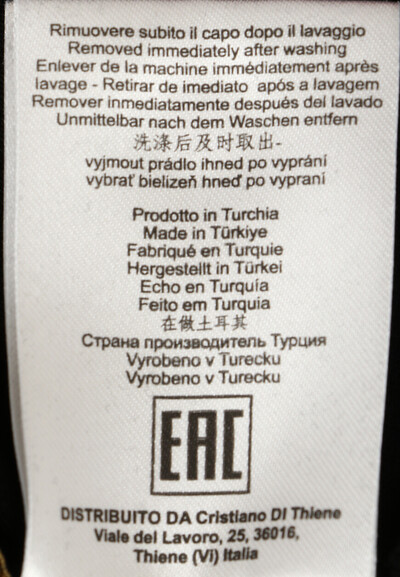 Rimuovere subito il capo dopo il lavaggio
Removed immediately after washing
Enlever de la machine immédiatement après
lavage - Retirar de imediato após a lavagem
Remover inmediatamente después del lavado
Unmittelbar nach dem Waschen entfern
洗涤后及时取出-
vyjmout prádlo ihned po vyprání
vybrať bielizeň hneď po vypraní
Prodotto in Turchia
Made in Türkiye
Fabriqué en Turquie
Hergestellt in Türkei
Echo en Turquía
Feito em Turquia
在做土耳其
Страна производитель Турция
Vyrobeno v Turecku
Vyrobeno v Turecku
EAC
DISTRIBUITO DA Cristiano DI Thiene
Viale del Lavoro, 25, 36016,
Thiene (Vi) Italia